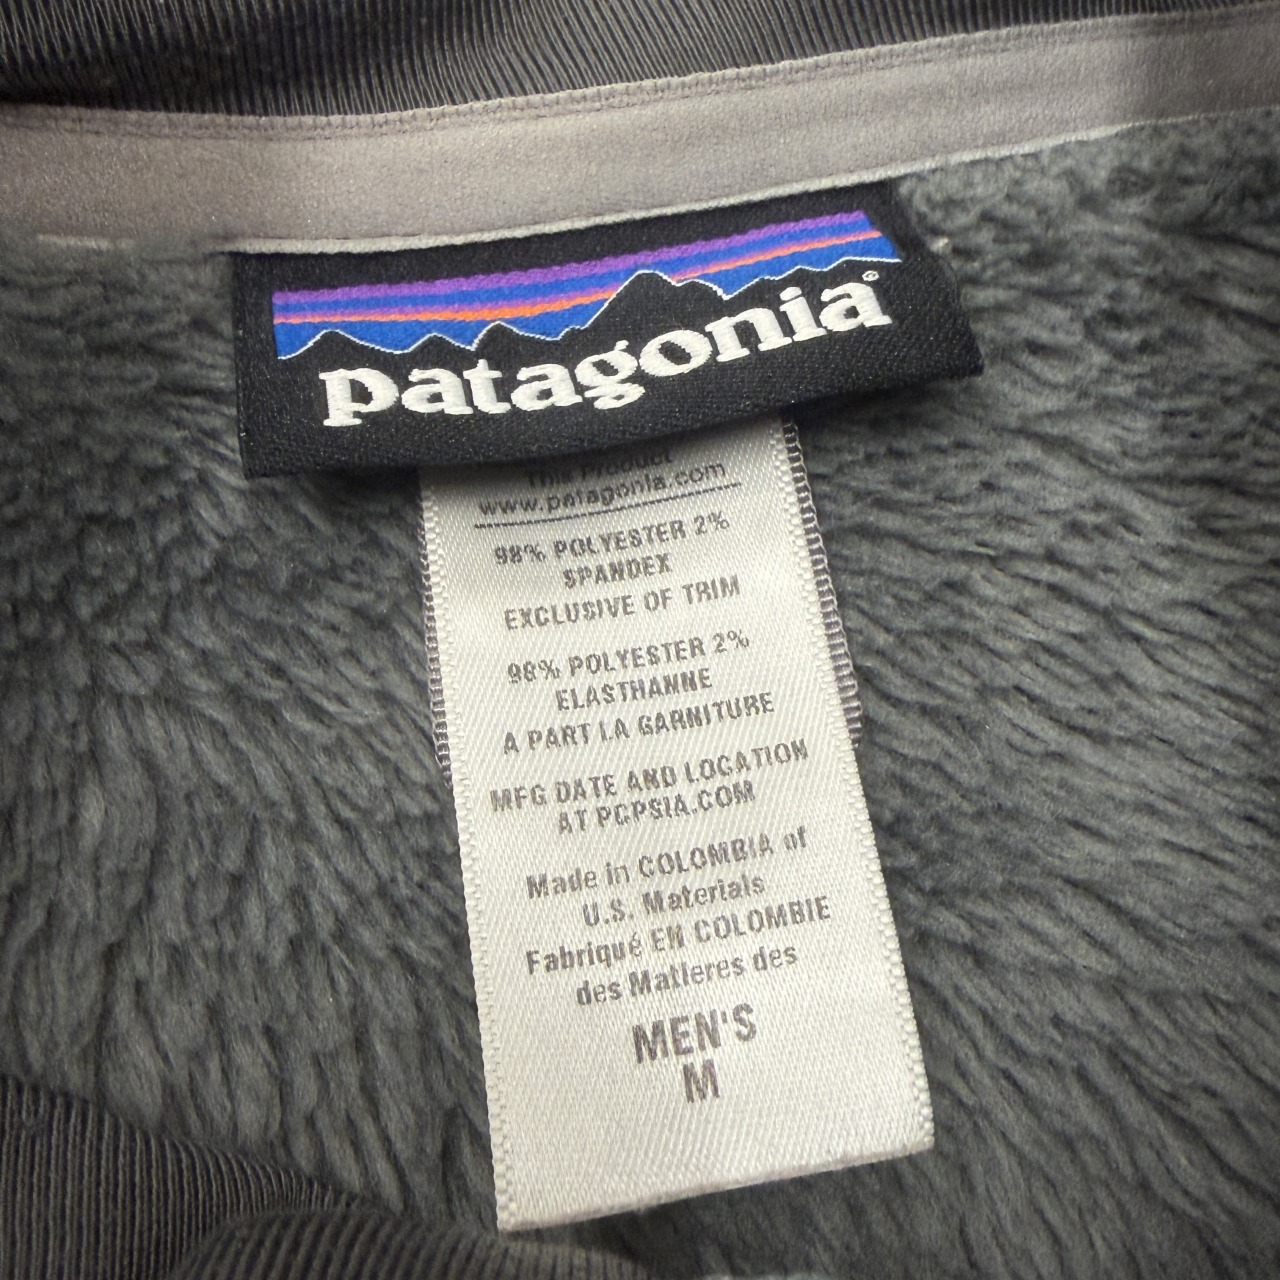 patagonia®
This Product
www.patagonia.com
98% POLYESTER 2%
SPANDEX
EXCLUSIVE OF TRIM
98% POLYESTER 2%
ELASTHANNE
A PART LA GARNITURE
MFG DATE AND LOCATION
AT PCPSIA.COM
Made in COLOMBIA of
U.S. Materials
Fabriqué EN COLOMBIE
des Matieres des
MEN'S
M